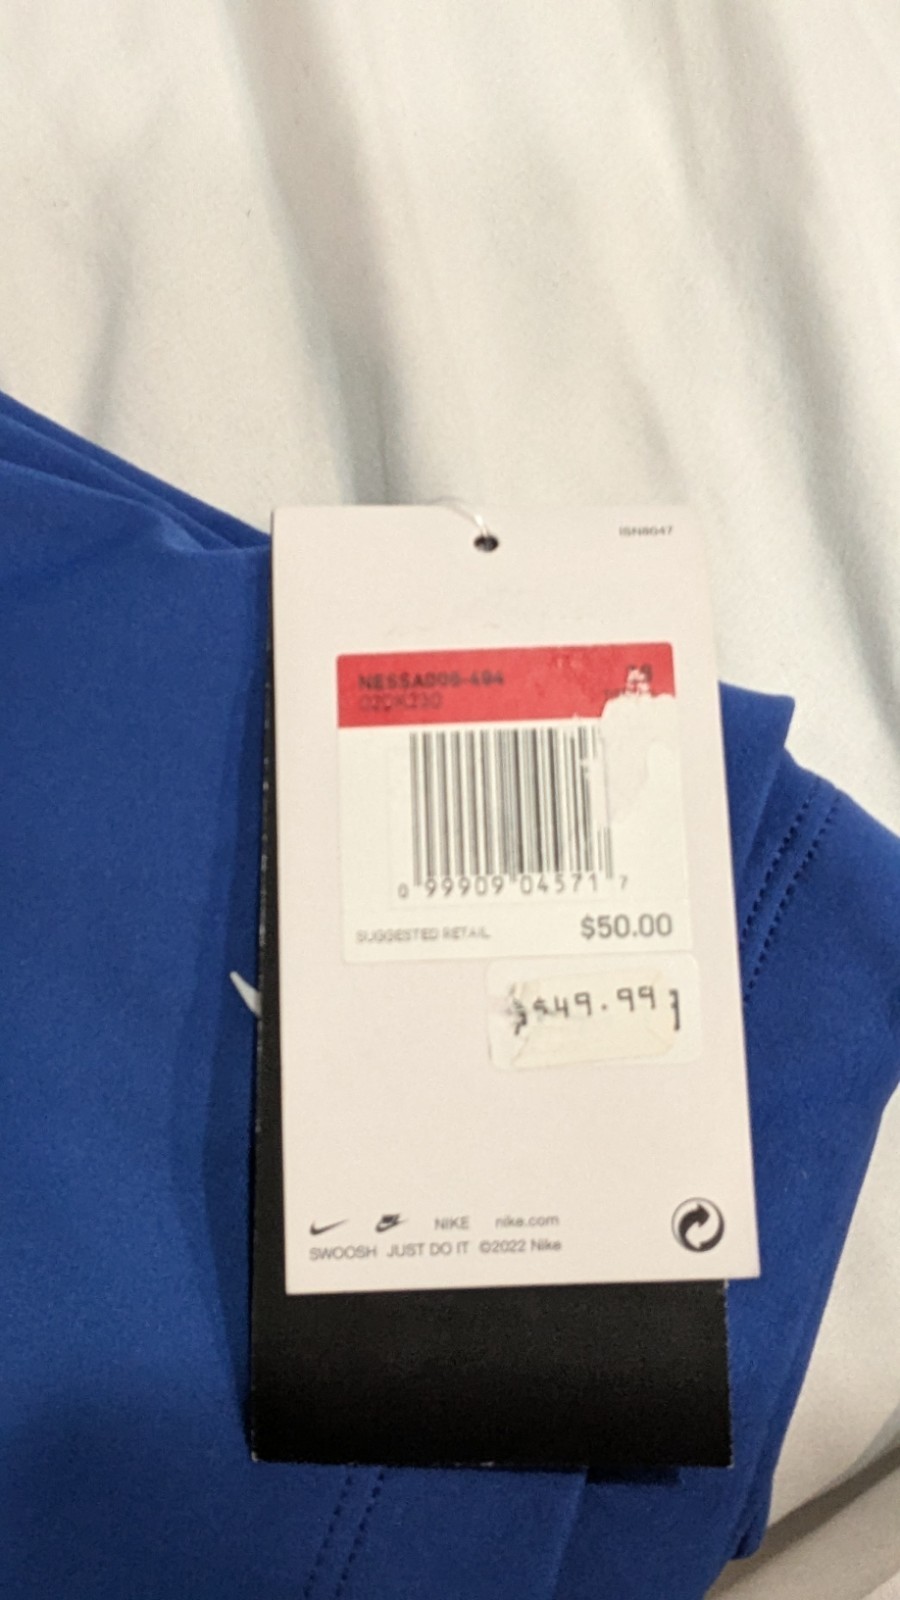 ISN8047
NESSA006-494
0 99909 04571 7
SUGGESTED RETAIL $50.00
$49.99
NIKE nike.com
SWOOSH JUST DO IT ©2022 Nike